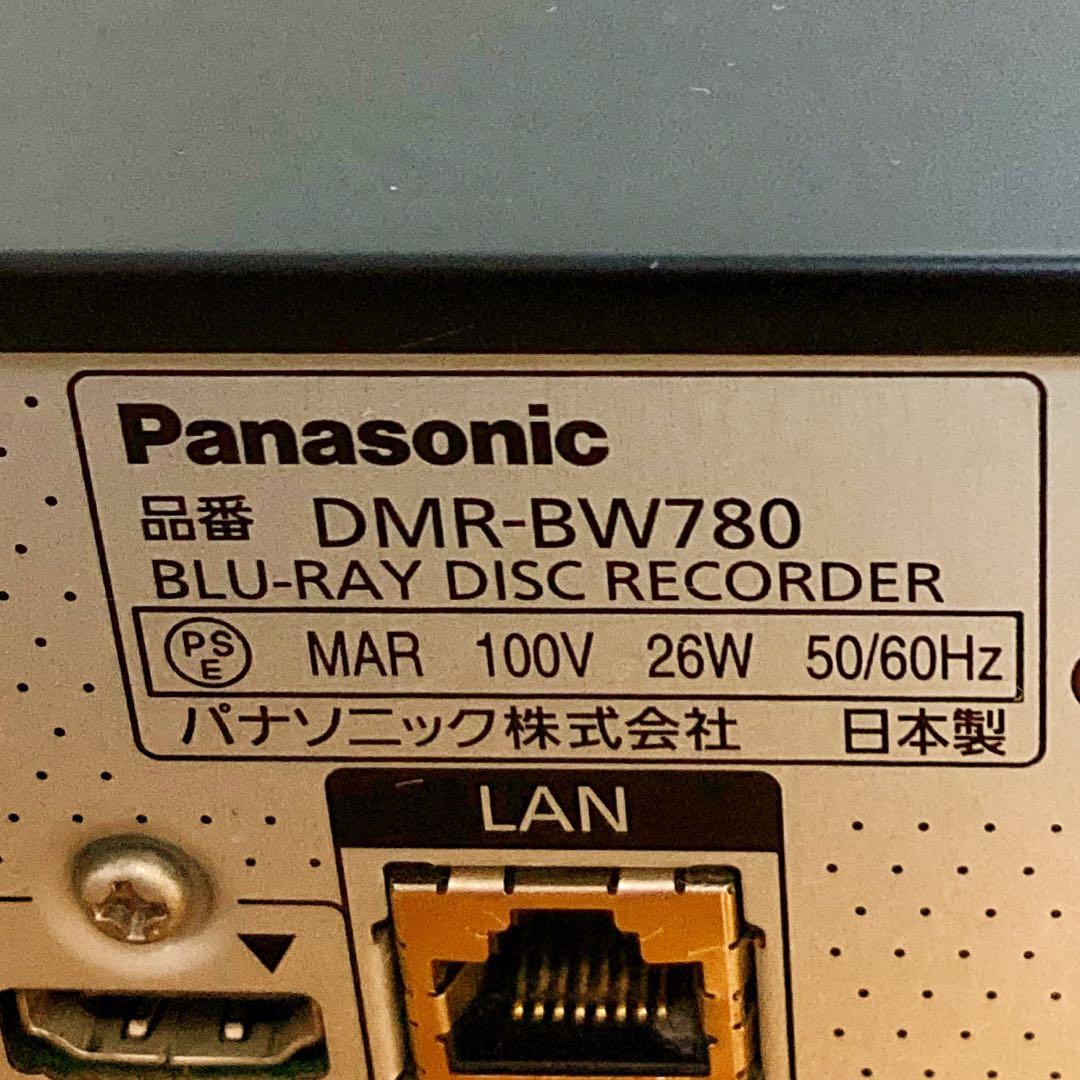 Panasonic
品番 DMR-BW780
BLU-RAY DISC RECORDER
PSE MAR 100V 26W 50/60Hz
パナソニック株式会社 日本製
LAN